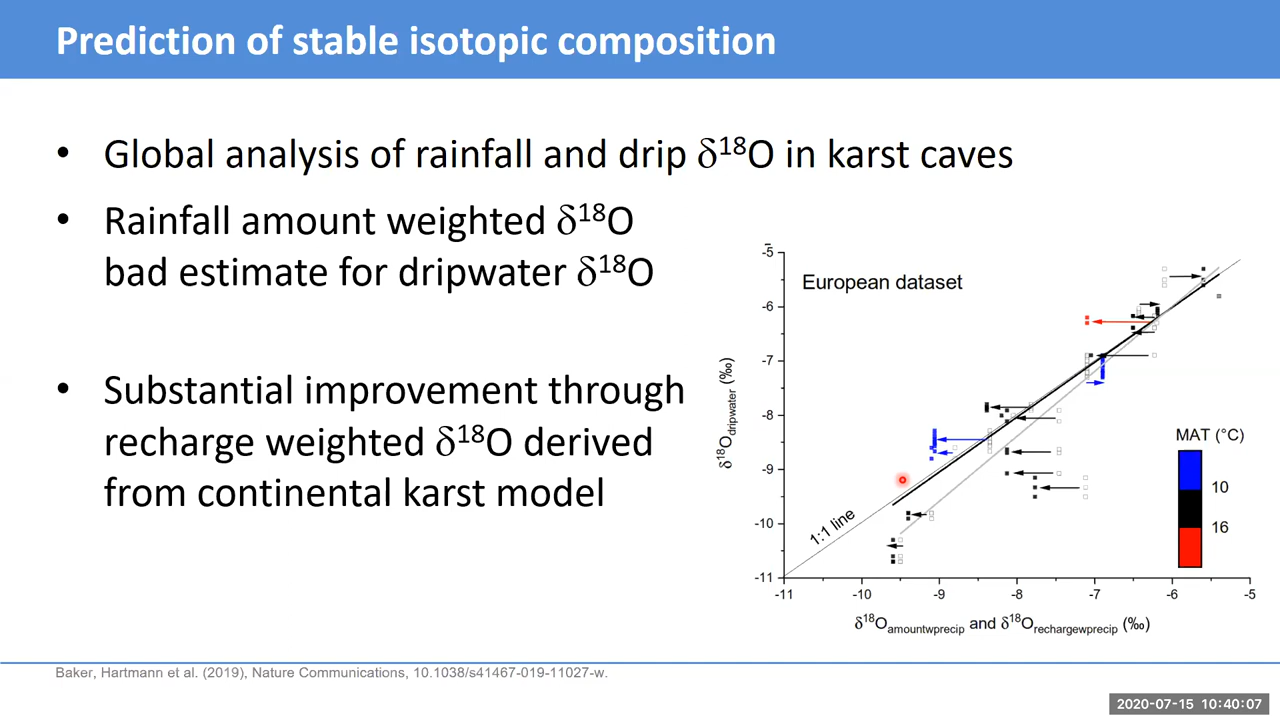 Prediction of stable isotopic composition
• Global analysis of rainfall and drip δ¹⁸O in karst caves
• Rainfall amount weighted δ¹⁸O
bad estimate for dripwater δ¹⁸O
• Substantial improvement through
recharge weighted δ¹⁸O derived
from continental karst model
European dataset
-5
-6
-7
-8
-9
-10
-11
δ¹⁸Odripwater (‰)
1:1 line
MAT (°C)
10
16
-11 -10 -9 -8 -7 -6 -5
δ¹⁸Oamountwprecip and δ¹⁸Orechargewprecip (‰)
Baker, Hartmann et al. (2019), Nature Communications, 10.1038/s41467-019-11027-w.
2020-07-15 10:40:07